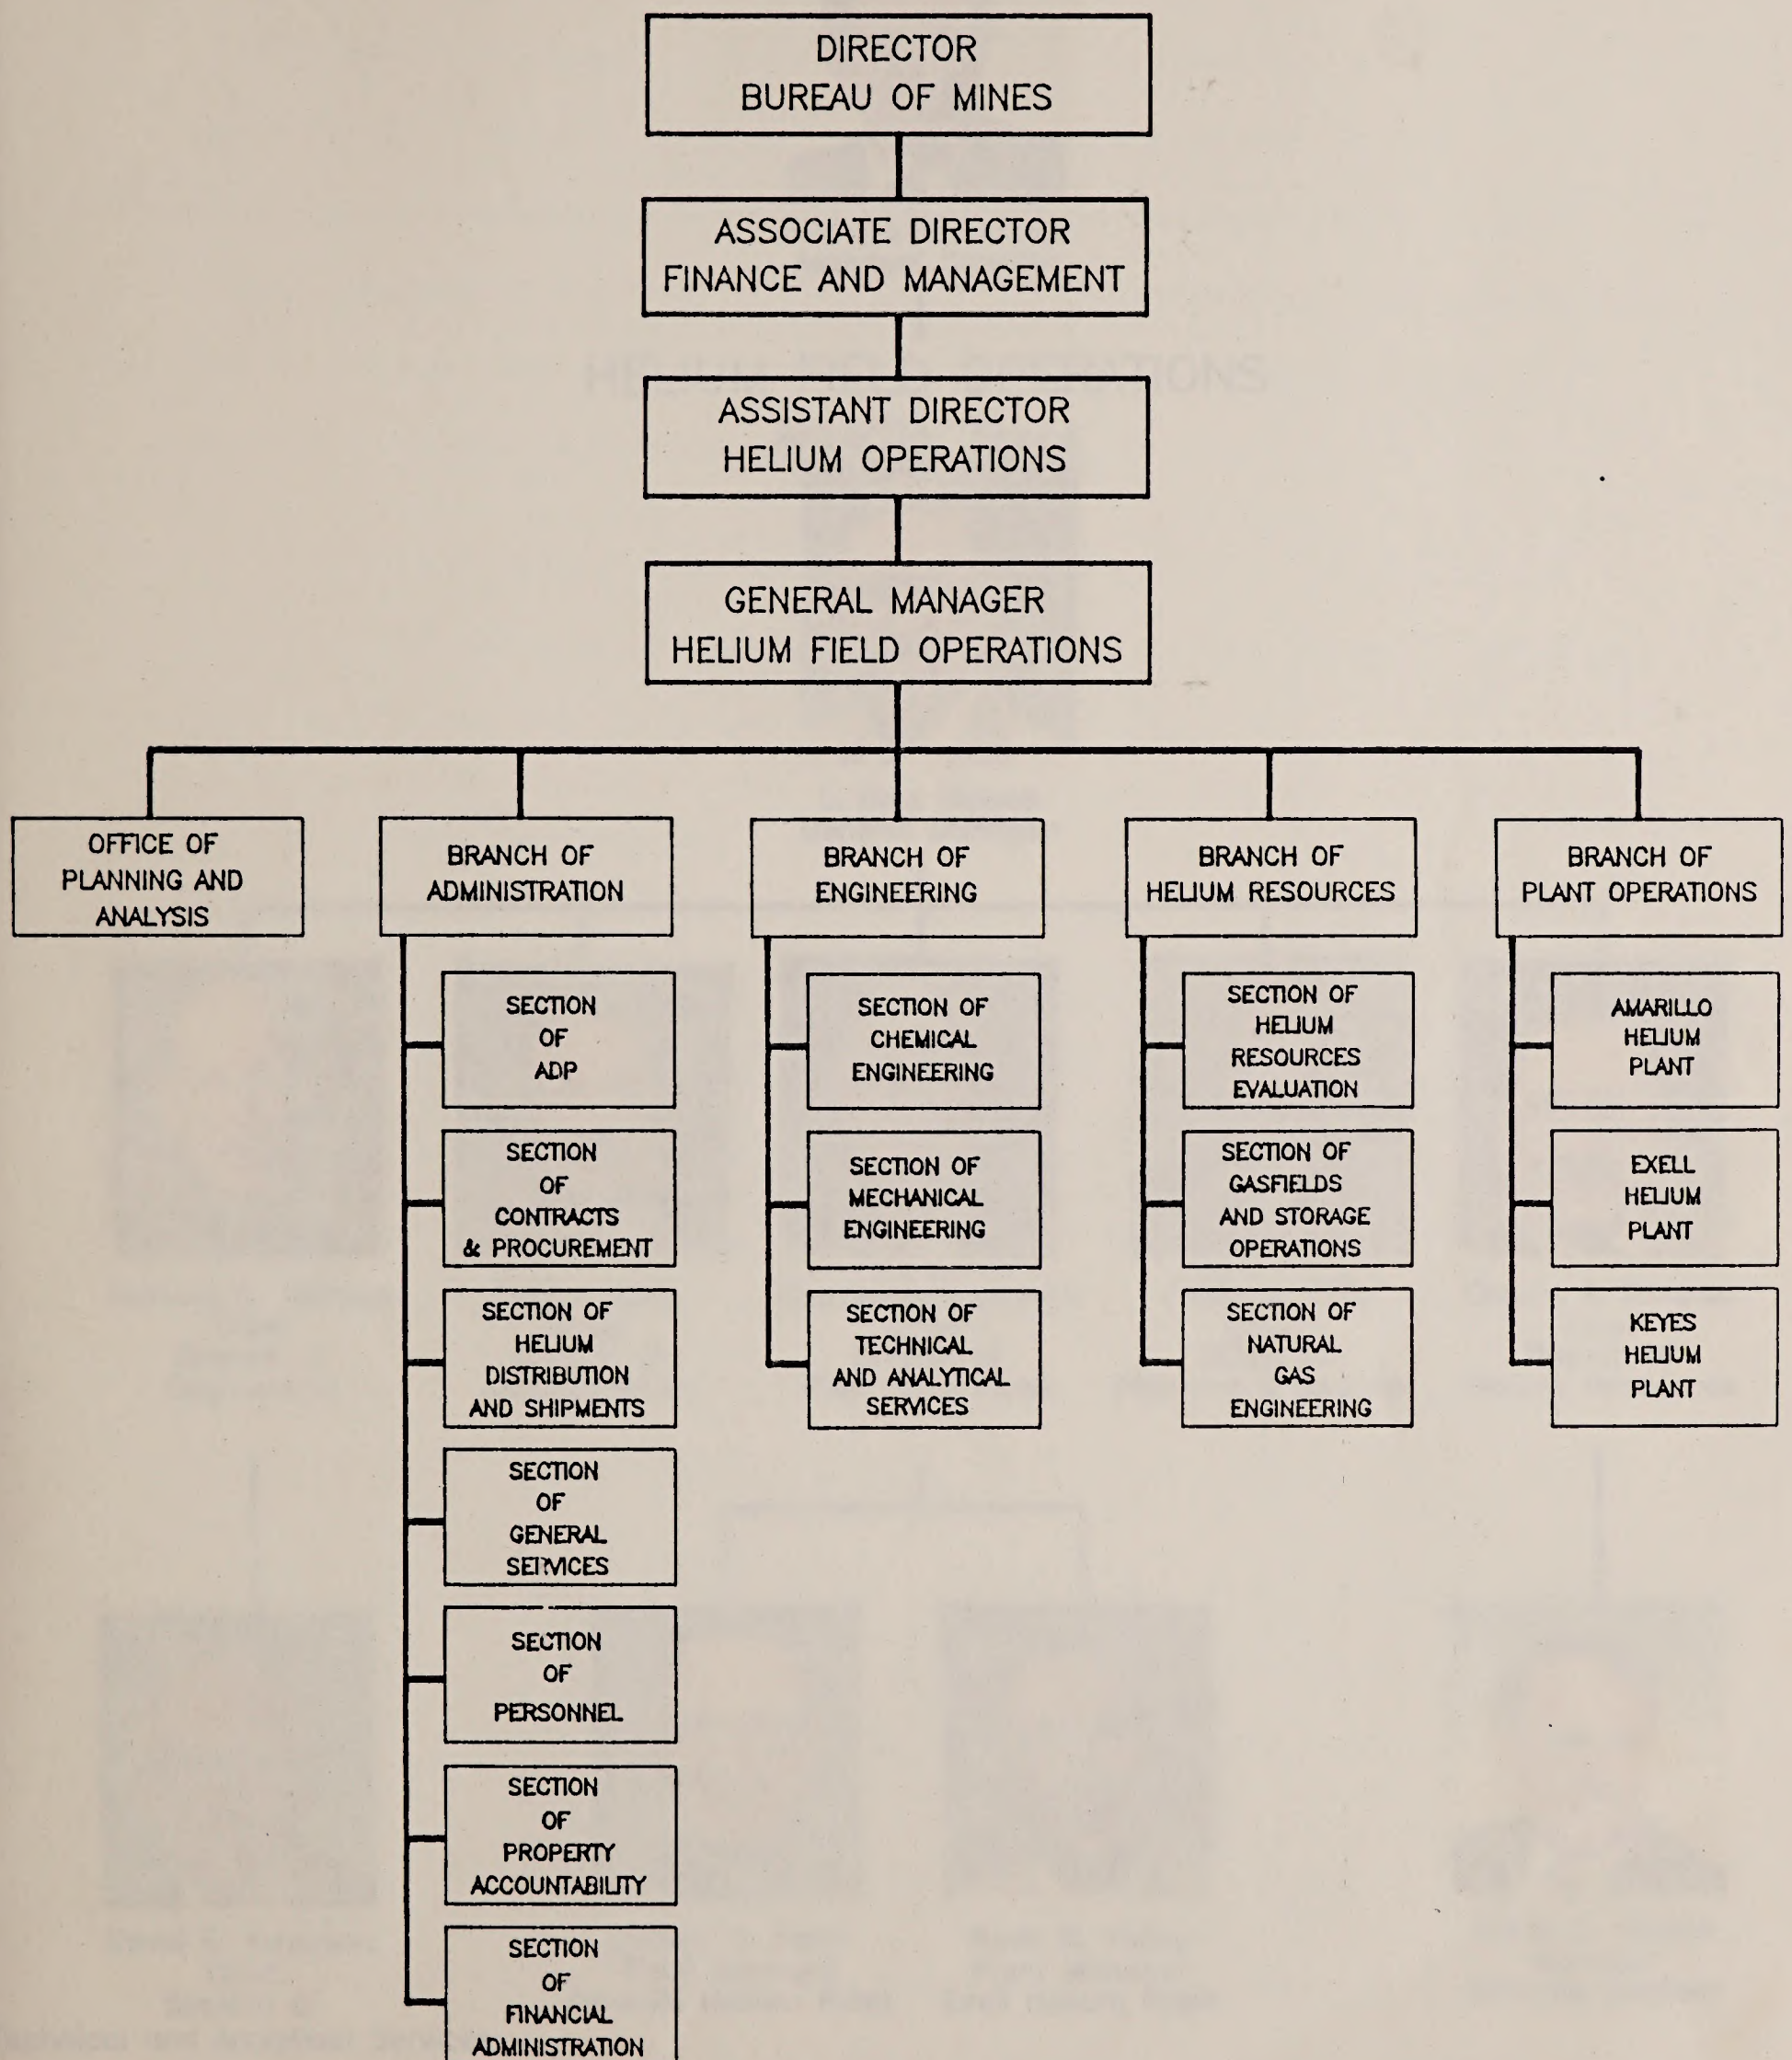 DIRECTOR
BUREAU OF MINES
ASSOCIATE DIRECTOR
FINANCE AND MANAGEMENT
ASSISTANT DIRECTOR
HELIUM OPERATIONS
GENERAL MANAGER
HELIUM FIELD OPERATIONS
OFFICE OF
PLANNING AND
ANALYSIS
BRANCH OF
ADMINISTRATION
SECTION
OF
ADP
SECTION
OF
CONTRACTS
& PROCUREMENT
SECTION OF
HELIUM
DISTRIBUTION
AND SHIPMENTS
SECTION
OF
GENERAL
SERVICES
SECTION
OF
PERSONNEL
SECTION
OF
PROPERTY
ACCOUNTABILITY
SECTION
OF
FINANCIAL
ADMINISTRATION
BRANCH OF
ENGINEERING
SECTION OF
CHEMICAL
ENGINEERING
SECTION OF
MECHANICAL
ENGINEERING
SECTION OF
TECHNICAL
AND ANALYTICAL
SERVICES
BRANCH OF
HELIUM RESOURCES
SECTION OF
HELIUM
RESOURCES
EVALUATION
SECTION OF
GASFIELDS
AND STORAGE
OPERATIONS
SECTION OF
NATURAL
GAS
ENGINEERING
BRANCH OF
PLANT OPERATIONS
AMARILLO
HELIUM
PLANT
EXELL
HELIUM
PLANT
KEYES
HELIUM
PLANT